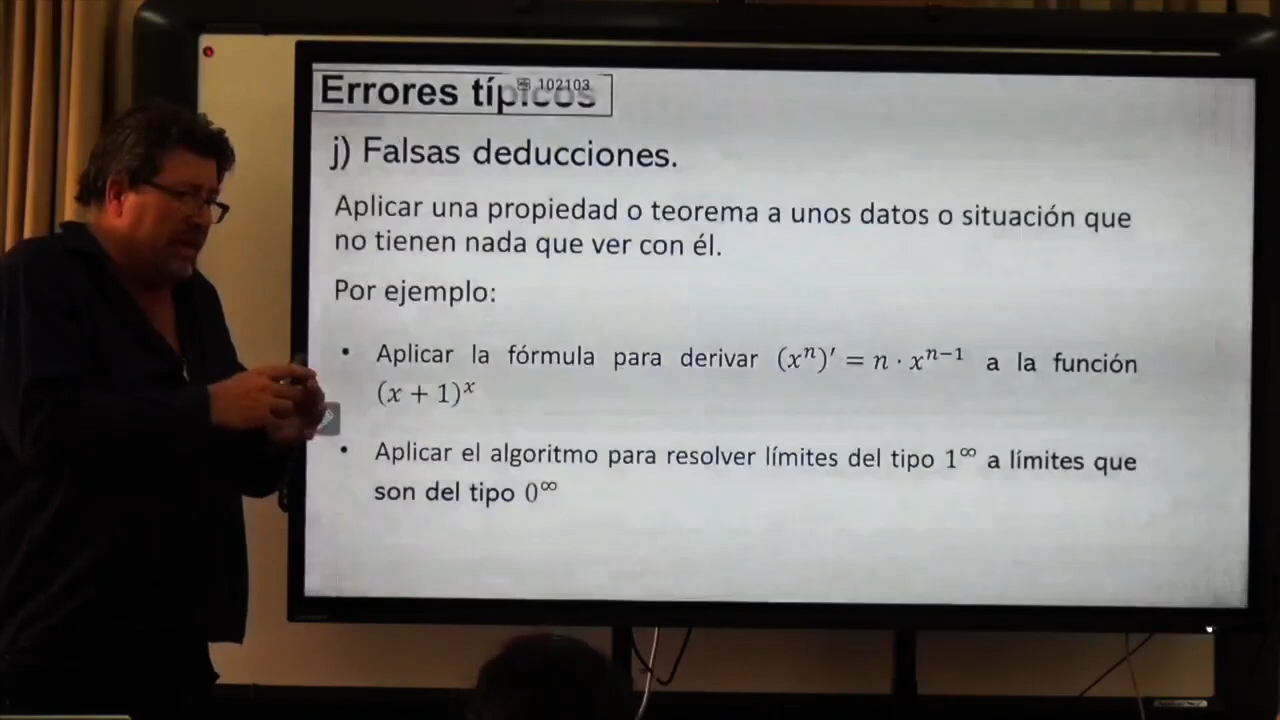 Errores típicos
102103
j) Falsas deducciones.
Aplicar una propiedad o teorema a unos datos o situación que
no tienen nada que ver con él.
Por ejemplo:
• Aplicar la fórmula para derivar (xⁿ)′ = n · xⁿ⁻¹ a la función
(x + 1)ˣ
• Aplicar el algoritmo para resolver límites del tipo 1^∞ a límites que
son del tipo 0^∞